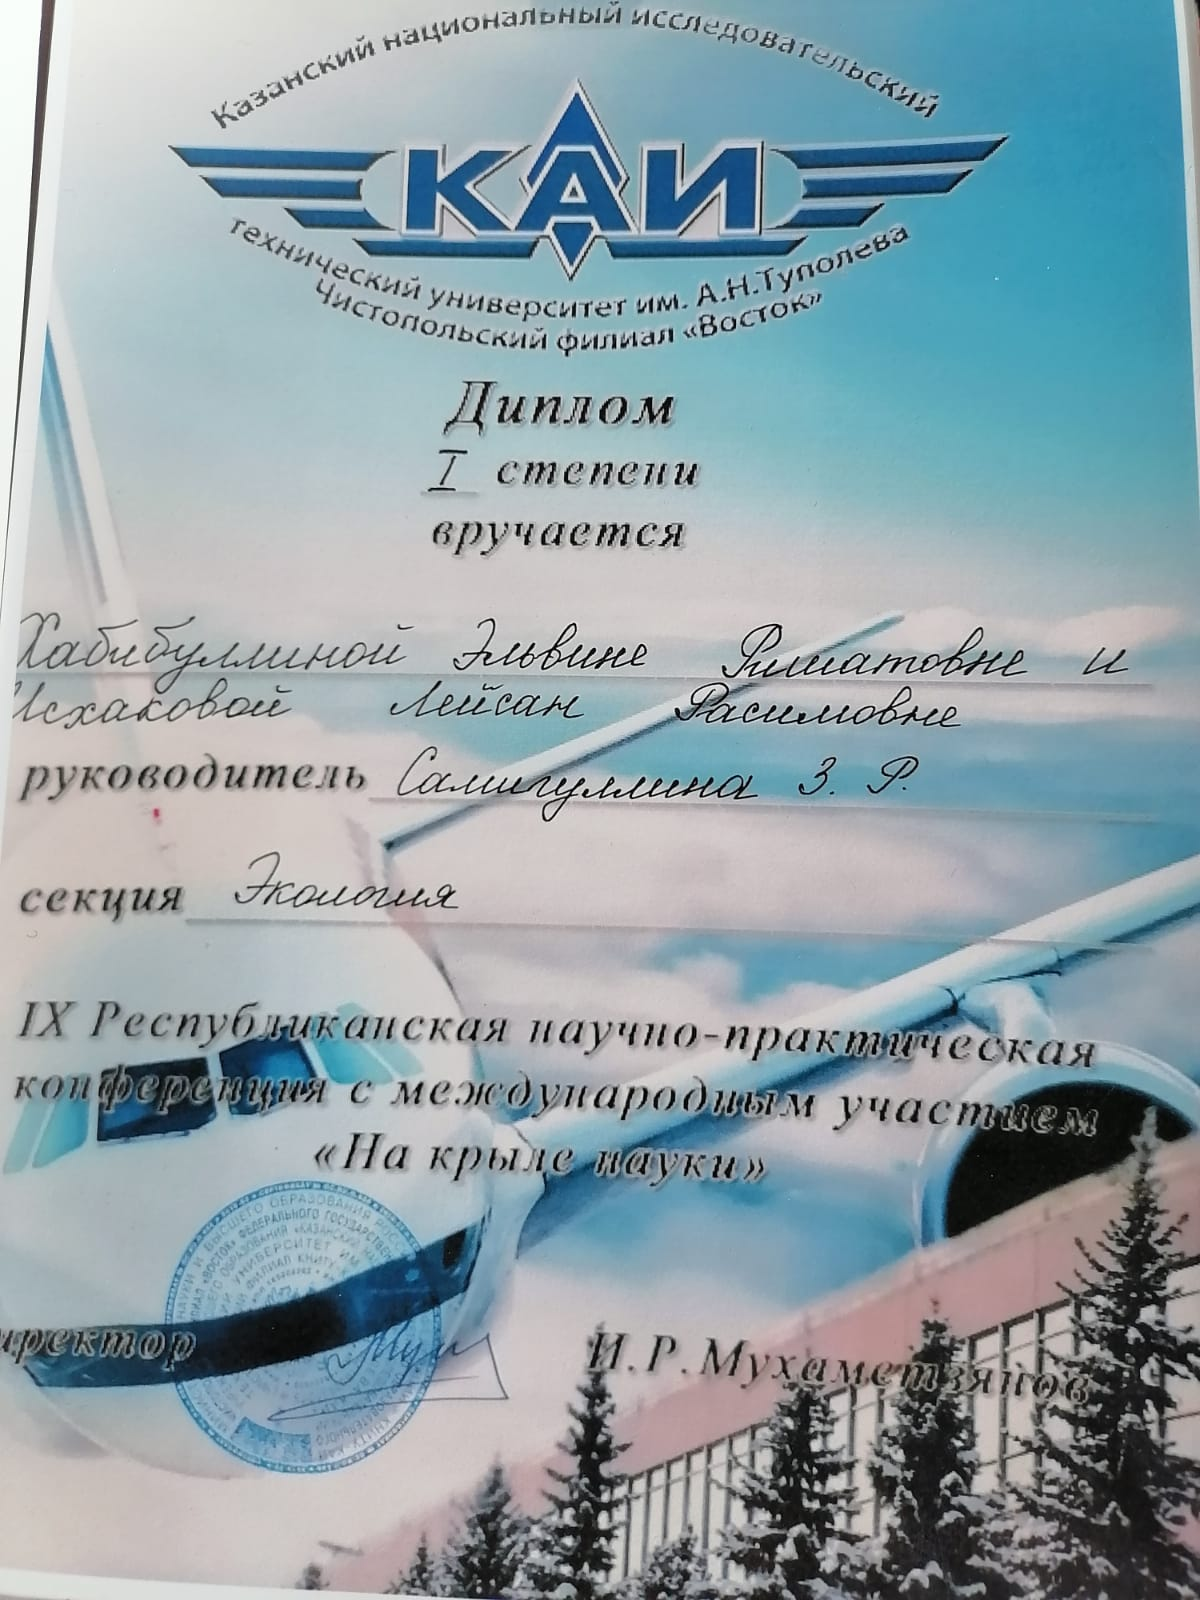 Казанский национальный исследовательский
КАИ
технический университет им. А.Н.Туполева
Чистопольский филиал «Восток»
Диплом
I степени
вручается
Хабибуллиной Эльвине Ришатовне и
Исхаковой Лейсан Расимовне
руководитель Самигуллина З. Р.
секция Экология
IX Республиканская научно-практическая
конференция с международным участием
«На крыле науки»
иректор И.Р.Мухаметзянов